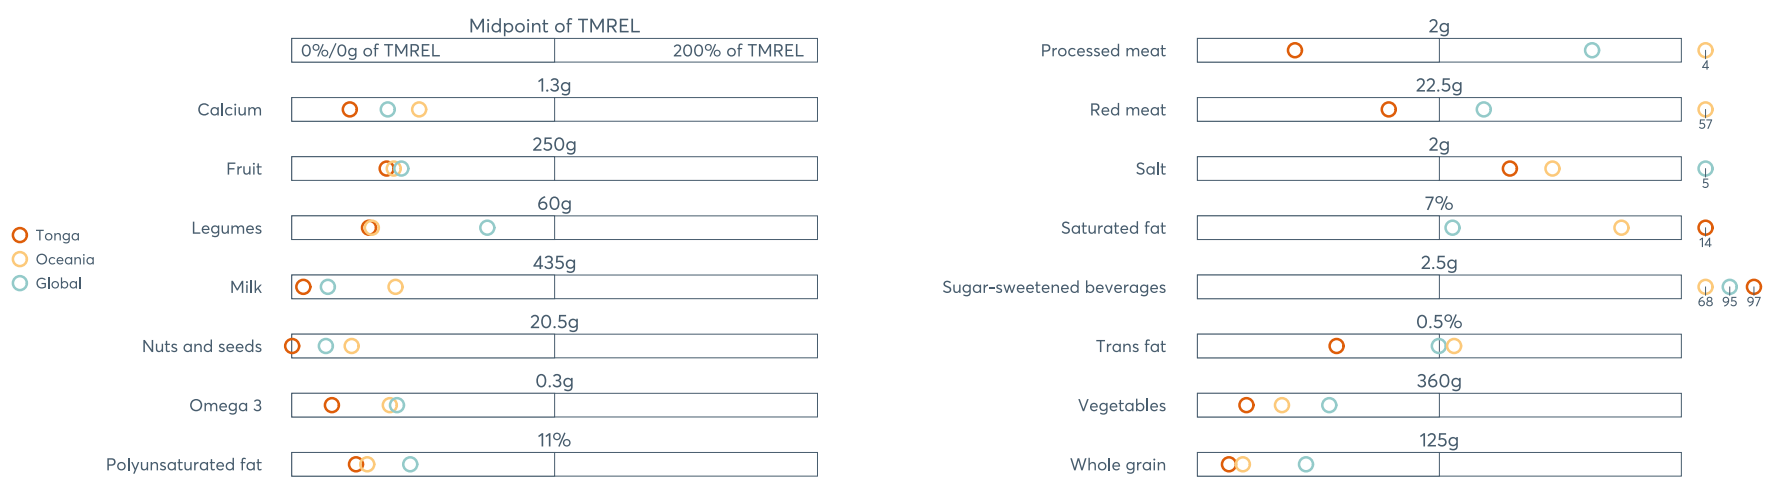 Midpoint of TMREL
0%/0g of TMREL 200% of TMREL
1.3g
Calcium
250g
Fruit
60g
Legumes
435g
Milk
20.5g
Nuts and seeds
0.3g
Omega 3
11%
Polyunsaturated fat
Tonga
Oceania
Global
2g
Processed meat
4
22.5g
Red meat
57
2g
Salt
5
7%
Saturated fat
14
2.5g
Sugar-sweetened beverages
68 95 97
0.5%
Trans fat
360g
Vegetables
125g
Whole grain